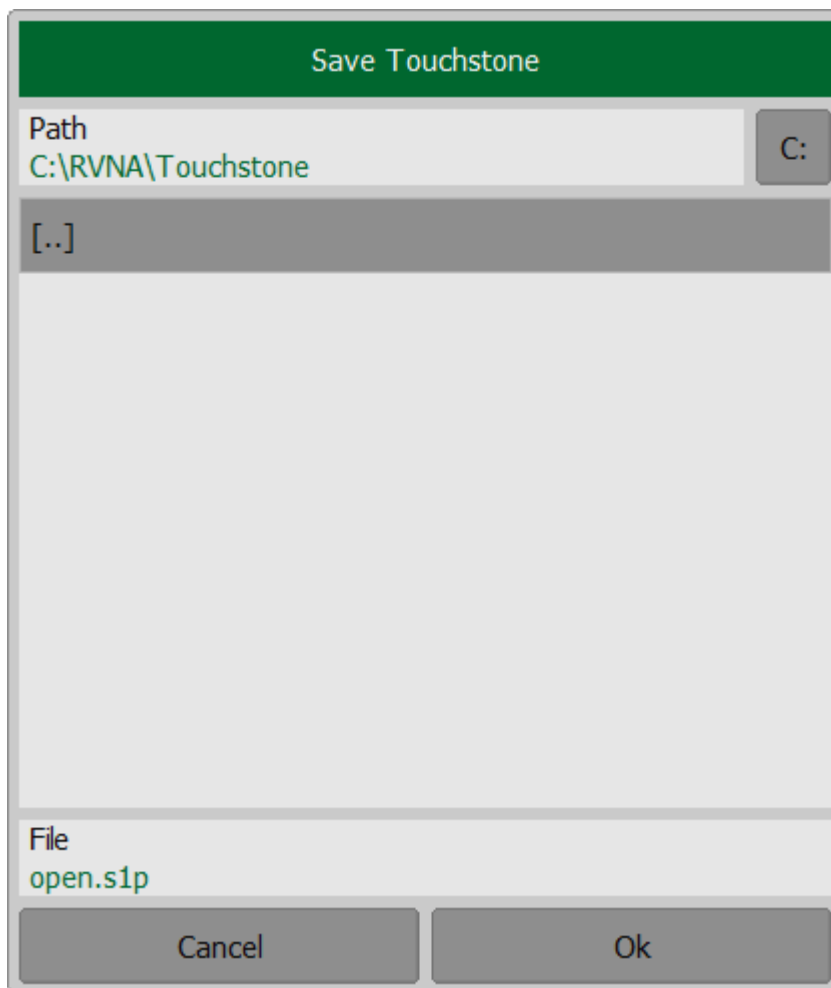 Save Touchstone
Path
C:\RVNA\Touchstone
C:
[..]
File
open.s1p
Cancel
Ok